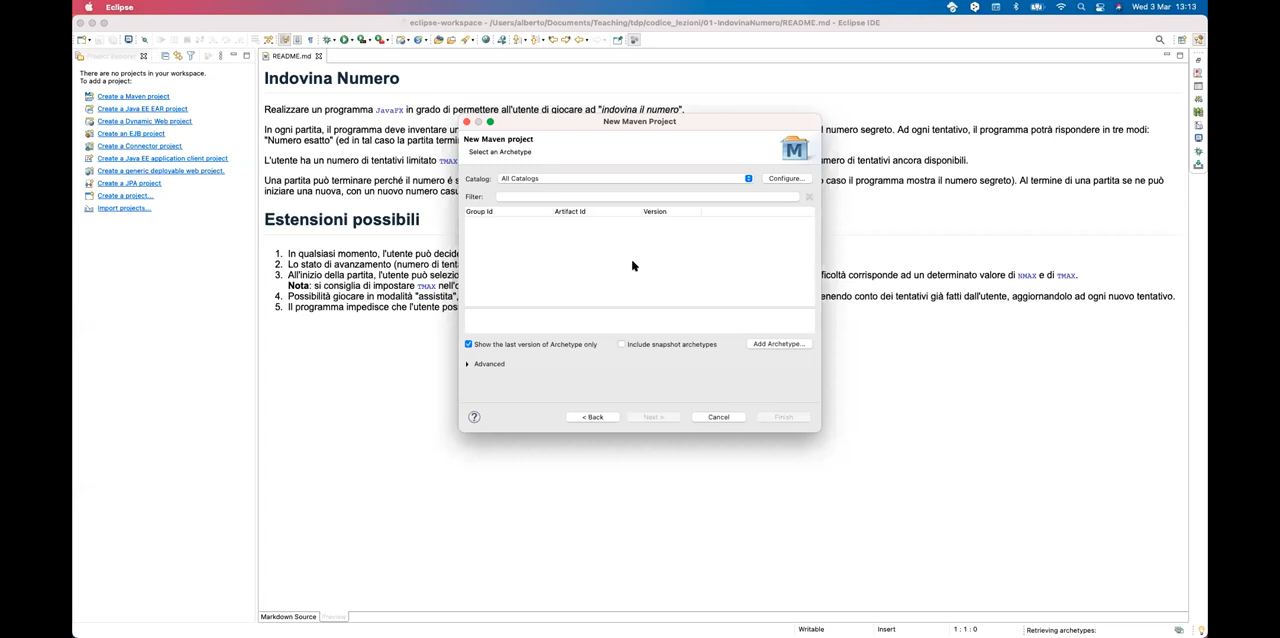 Eclipse
Wed 3 Mar 13:13
eclipse-workspace - /Users/alberto/Documents/Teaching/tdp/codice_lezioni/01-IndovinaNumero/README.md - Eclipse IDE
Project Explorer
There are no projects in your workspace.
To add a project:
Create a Maven project
Create a Java EE EAR project
Create a Dynamic Web project
Create an EJB project
Create a Connector project
Create a Java EE application client project
Create a generic deployable web project.
Create a JPA project
Create a project...
Import projects...
README.md
Indovina Numero
Realizzare un programma JavaFX in grado di permettere all'utente di giocare ad "indovina il numero".
In ogni partita, il programma deve inventare un
l numero segreto. Ad ogni tentativo, il programma potrà rispondere in tre modi:
"Numero esatto" (ed in tal caso la partita termi
L'utente ha un numero di tentativi limitato TMAX
mero di tentativi ancora disponibili.
Una partita può terminare perché il numero é s
o caso il programma mostra il numero segreto). Al termine di una partita se ne può
iniziare una nuova, con un nuovo numero casu
Estensioni possibili
1. In qualsiasi momento, l'utente può decide
2. Lo stato di avanzamento (numero di tenta
3. All'inizio della partita, l'utente può selezio
ficoltà corrisponde ad un determinato valore di NMAX e di TMAX.
Nota: si consiglia di impostare TMAX nell'o
4. Possibilità giocare in modalità "assistita",
enendo conto dei tentativi già fatti dall'utente, aggiornandolo ad ogni nuovo tentativo.
5. Il programma impedisce che l'utente pos
New Maven Project
New Maven project
Select an Archetype
M
Catalog:
All Catalogs
Configure...
Filter:
Group Id
Artifact Id
Version
Show the last version of Archetype only
Include snapshot archetypes
Add Archetype...
Advanced
?
< Back
Next >
Cancel
Finish
Markdown Source
Preview
Writable
Insert
1 : 1 : 0
Retrieving archetypes: